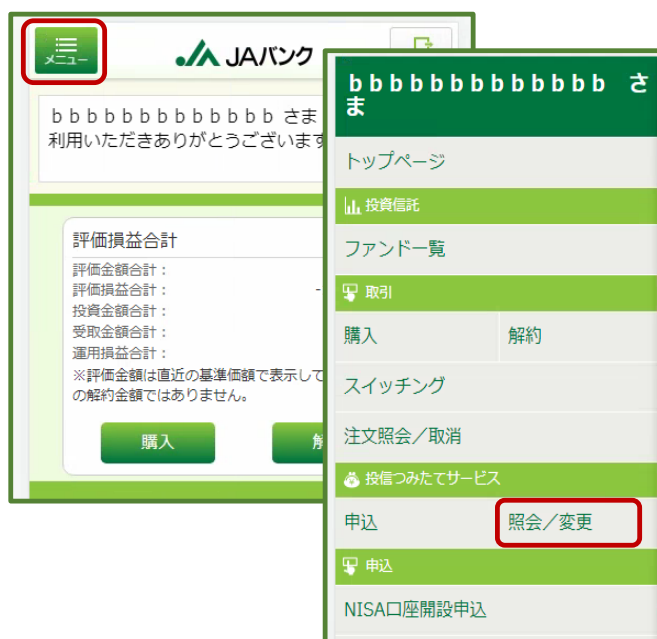 メニュー
JAバンク
ｂｂｂｂｂｂｂｂｂｂｂｂｂ さま
利用いただきありがとうございます
評価損益合計
評価金額合計：
評価損益合計： -
投資金額合計：
受取金額合計：
運用損益合計：
※評価金額は直近の基準価額で表示して
の解約金額ではありません。
購入
ｂｂｂｂｂｂｂｂｂｂｂｂｂ さ
ま
トップページ
投資信託
ファンド一覧
取引
購入 解約
スイッチング
注文照会／取消
投信つみたてサービス
申込 照会／変更
申込
NISA口座開設申込